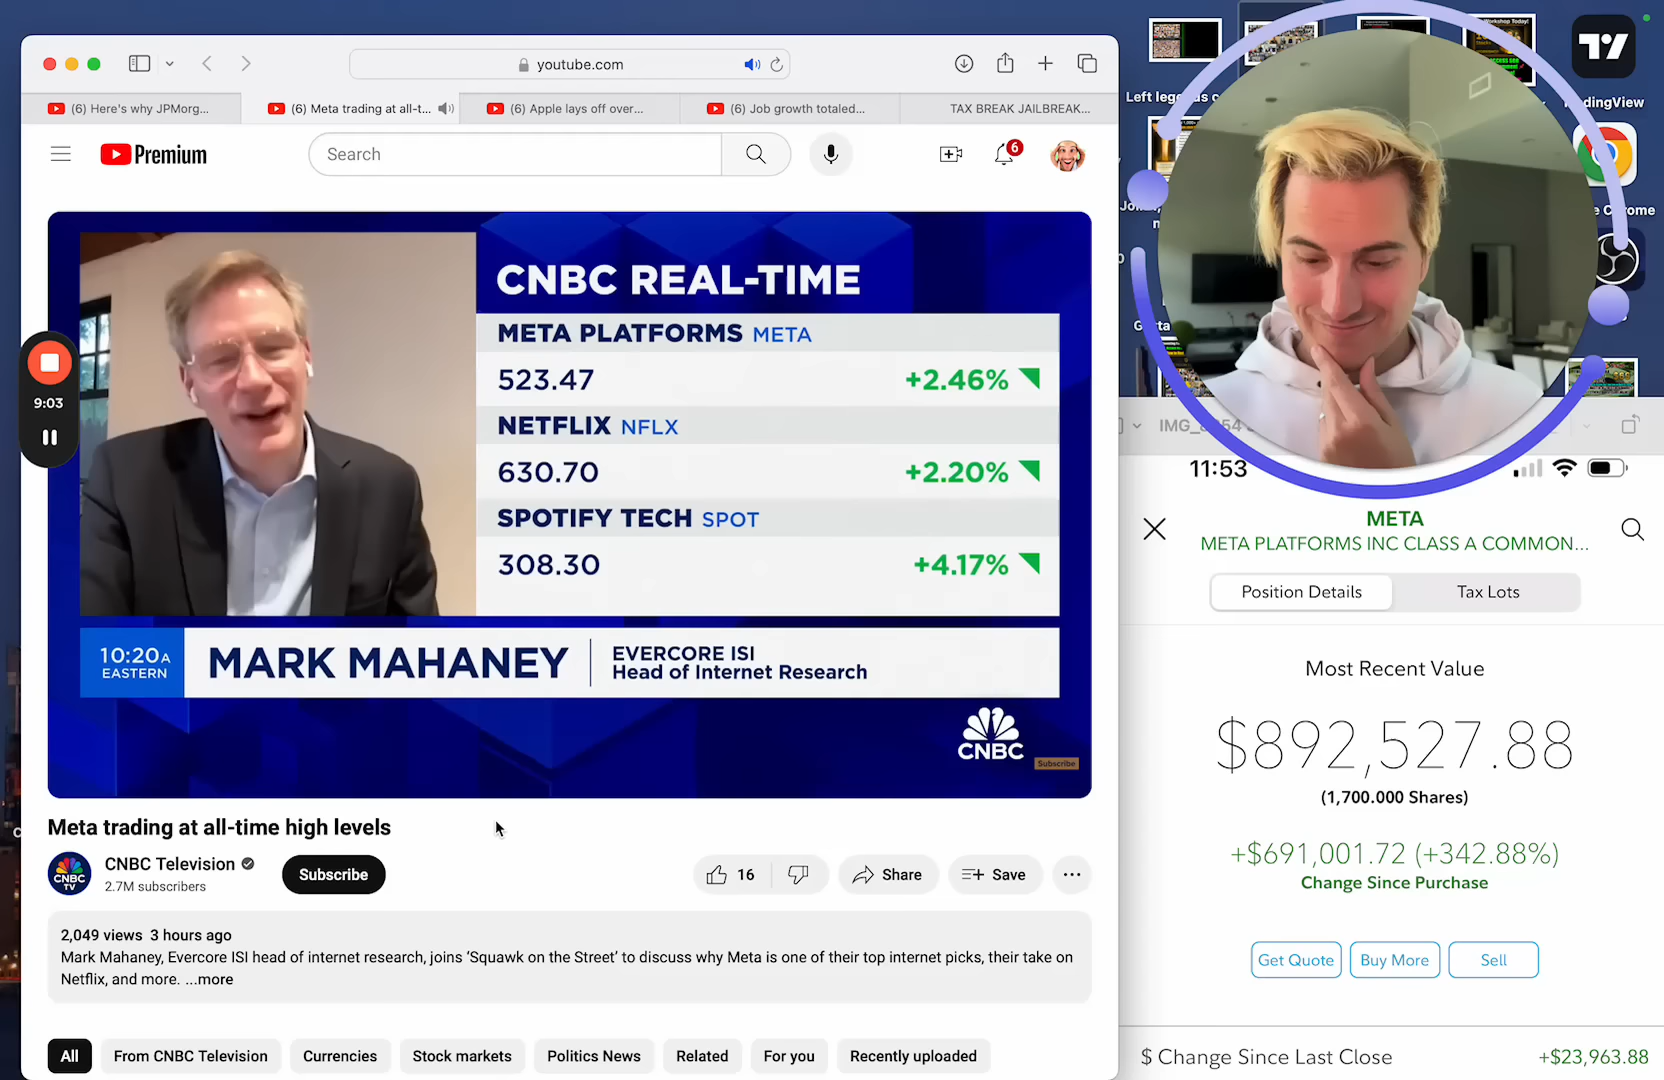 youtube.com
(6) Here's why JPMorg...
(6) Meta trading at all-t...
(6) Apple lays off over...
(6) Job growth totaled...
TAX BREAK JAILBREAK...
Premium
Search
6
CNBC REAL-TIME
META PLATFORMS META
523.47 +2.46%
NETFLIX NFLX
630.70 +2.20%
SPOTIFY TECH SPOT
308.30 +4.17%
10:20A
EASTERN
MARK MAHANEY
EVERCORE ISI
Head of Internet Research
CNBC
Subscribe
9:03
Meta trading at all-time high levels
CNBC
TV
CNBC Television
2.7M subscribers
Subscribe
16
Share
Save
2,049 views 3 hours ago
Mark Mahaney, Evercore ISI head of internet research, joins ‘Squawk on the Street’ to discuss why Meta is one of their top internet picks, their take on
Netflix, and more. ...more
All
From CNBC Television
Currencies
Stock markets
Politics News
Related
For you
Recently uploaded
11:53
META
META PLATFORMS INC CLASS A COMMON...
Position Details
Tax Lots
Most Recent Value
$892,527.88
(1,700.000 Shares)
+$691,001.72 (+342.88%)
Change Since Purchase
Get Quote
Buy More
Sell
$ Change Since Last Close
+$23,963.88